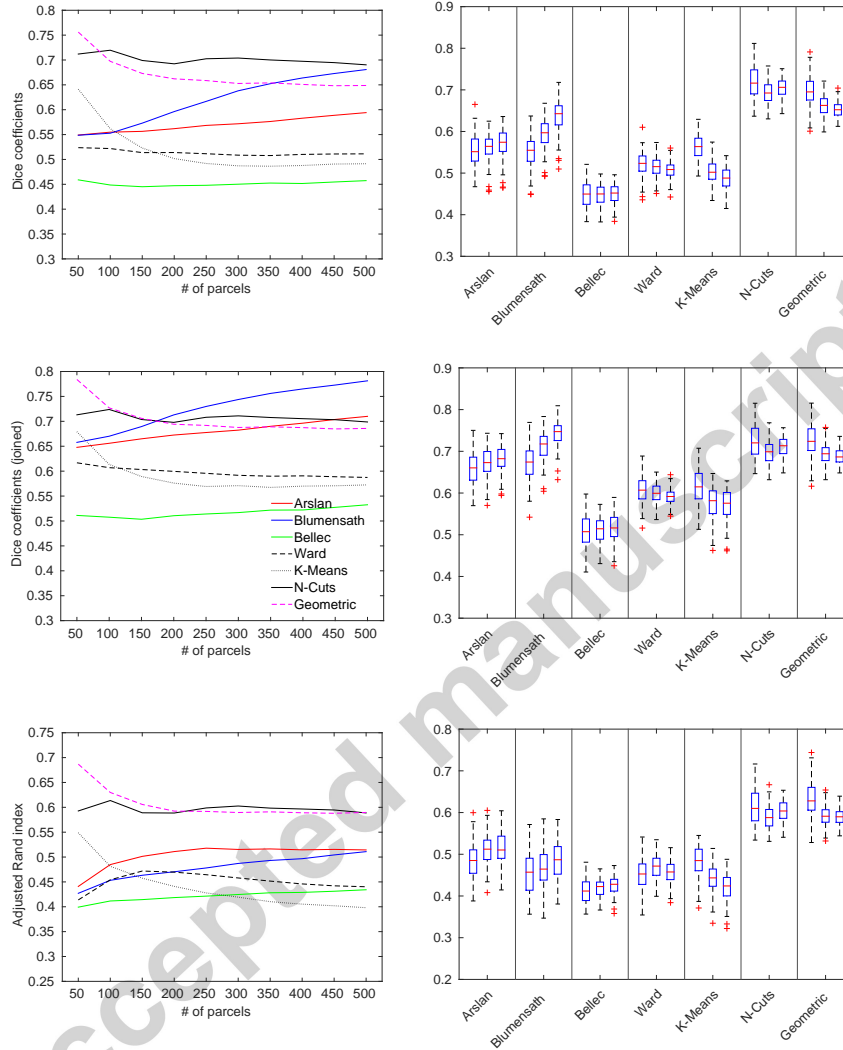 0.8
0.75
0.7
0.65
0.6
0.55
0.5
0.45
0.4
0.35
0.3
50 100 150 200 250 300 350 400 450 500
# of parcels
Dice coefficients
0.9
0.8
0.7
0.6
0.5
0.4
0.3
Arslan
Blumensath
Bellec
Ward
K-Means
N-Cuts
Geometric
0.8
0.75
0.7
0.65
0.6
0.55
0.5
0.45
0.4
0.35
0.3
50 100 150 200 250 300 350 400 450 500
# of parcels
Dice coefficients (joined)
Arslan
Blumensath
Bellec
Ward
K-Means
N-Cuts
Geometric
0.9
0.8
0.7
0.6
0.5
0.4
0.3
Arslan
Blumensath
Bellec
Ward
K-Means
N-Cuts
Geometric
0.75
0.7
0.65
0.6
0.55
0.5
0.45
0.4
0.35
0.3
0.25
50 100 150 200 250 300 350 400 450 500
# of parcels
Adjusted Rand index
0.8
0.7
0.6
0.5
0.4
0.3
0.2
Arslan
Blumensath
Bellec
Ward
K-Means
N-Cuts
Geometric
ccepted manuscript